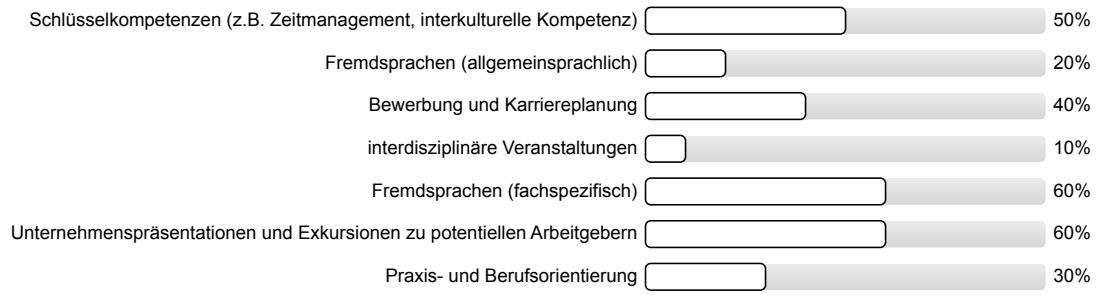 Schlüsselkompetenzen (z.B. Zeitmanagement, interkulturelle Kompetenz) 50%
Fremdsprachen (allgemeinsprachlich) 20%
Bewerbung und Karriereplanung 40%
interdisziplinäre Veranstaltungen 10%
Fremdsprachen (fachspezifisch) 60%
Unternehmenspräsentationen und Exkursionen zu potentiellen Arbeitgebern 60%
Praxis- und Berufsorientierung 30%